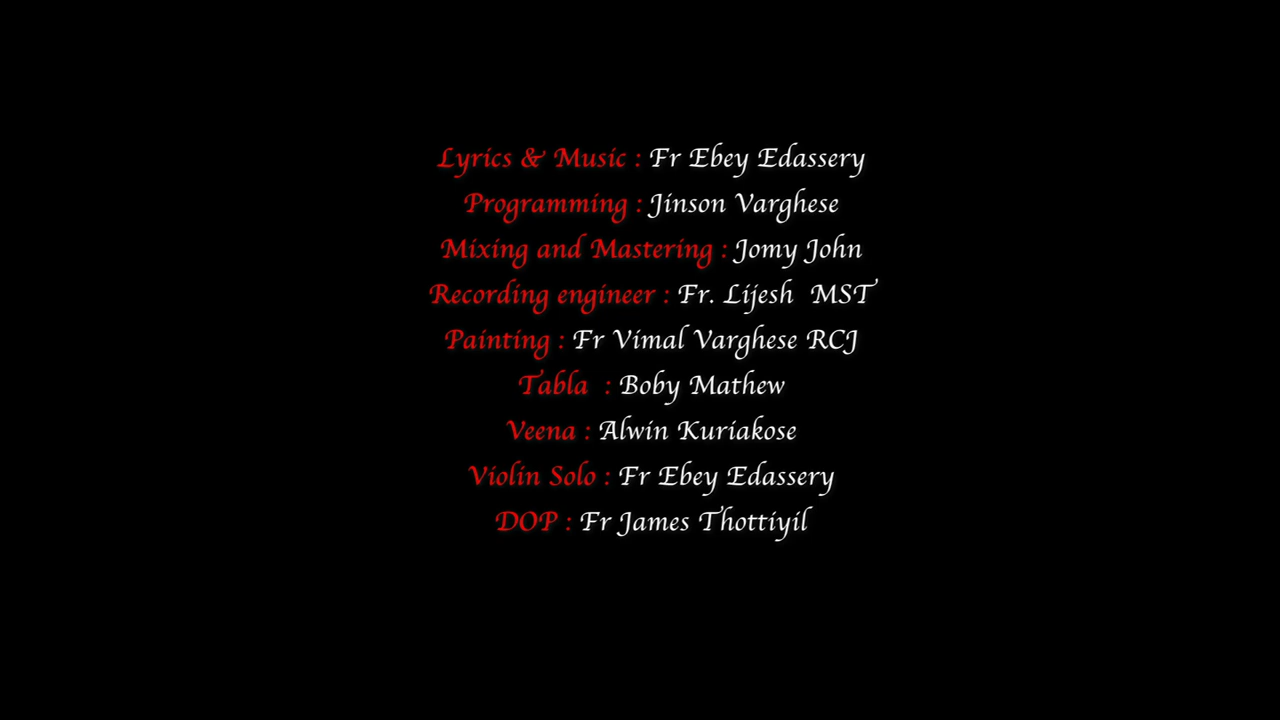 Lyrics & Music : Fr Ebey Edassery
Programming : Jinson Varghese
Mixing and Mastering : Jomy John
Recording engineer : Fr. Lijesh  MST
Painting : Fr Vimal Varghese RCJ
Tabla  : Boby Mathew
Veena : Alwin Kuriakose
Violin Solo : Fr Ebey Edassery
DOP : Fr James Thottiyil